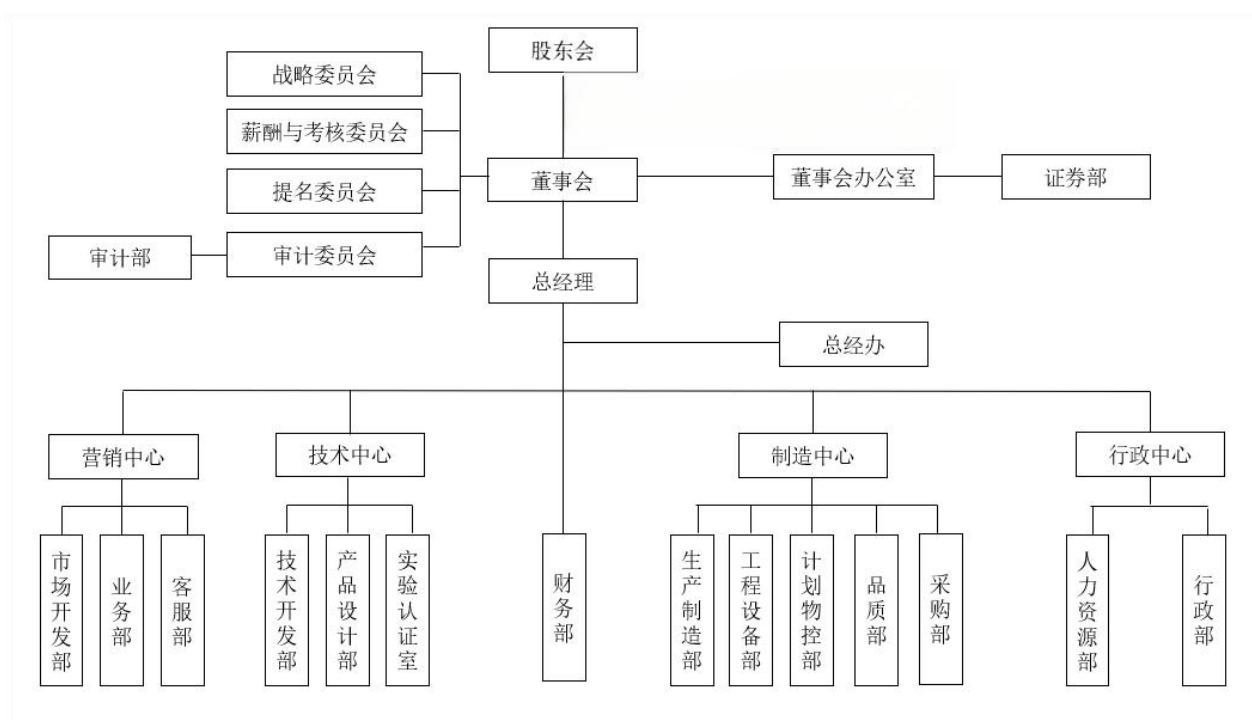 股东会
战略委员会
薪酬与考核委员会
董事会
董事会办公室
证券部
提名委员会
审计部
审计委员会
总经理
总经办
营销中心
技术中心
制造中心
行政中心
市场开发部
业务部
客服部
技术开发部
产品设计部
实验认证室
财务部
生产制造部
工程设备部
计划物控部
品质部
采购部
人力资源部
行政部